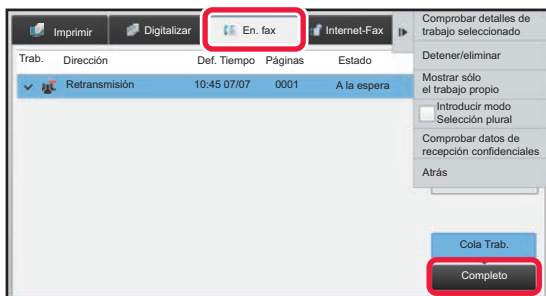 Imprimir
Digitalizar
En. fax
Internet-Fax
Trab.
Dirección
Def. Tiempo
Páginas
Estado
Retransmisión
10:45 07/07
0001
A la espera
Comprobar detalles de
trabajo seleccionado
Detener/eliminar
Mostrar sólo
el trabajo propio
Introducir modo
Selección plural
Comprobar datos de
recepción confidenciales
Atrás
Cola Trab.
Completo